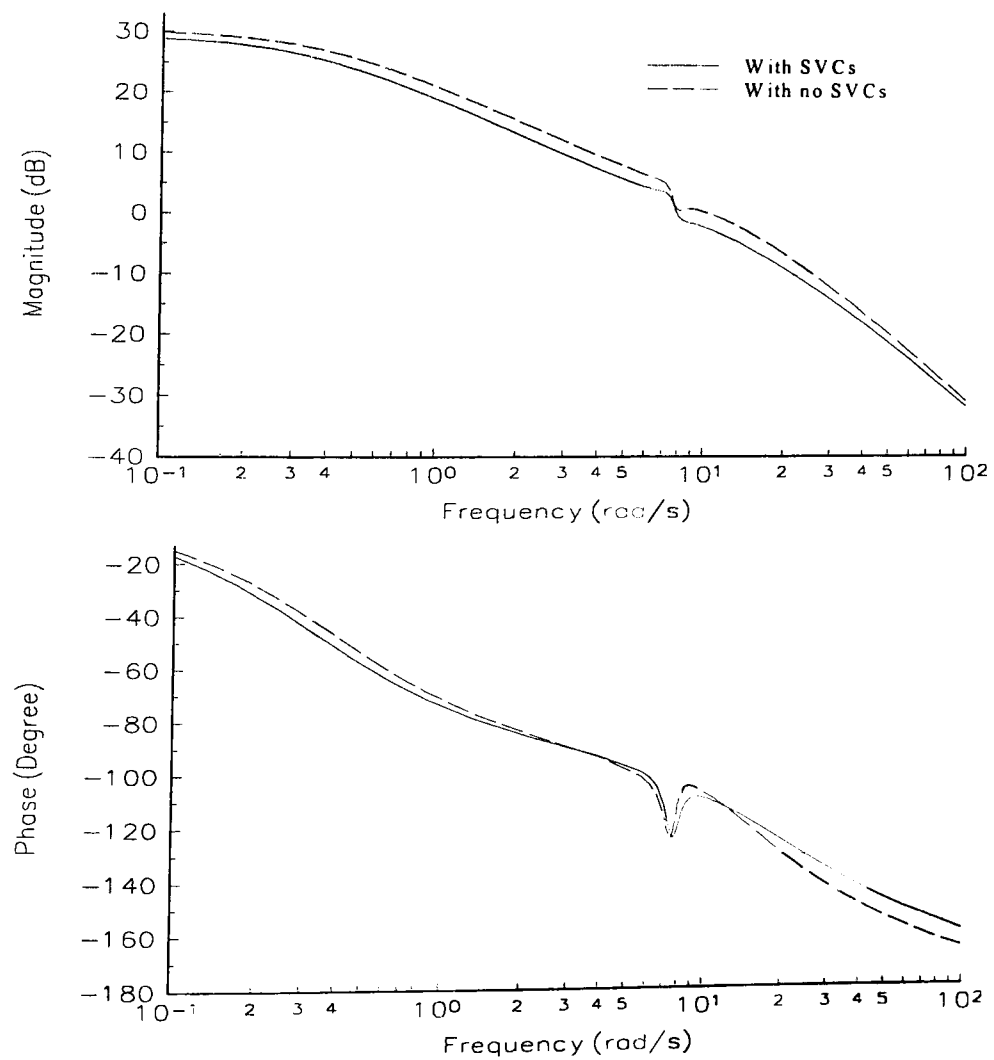 With SVCs
With no SVCs
Magnitude (dB)
30
20
10
0
−10
−20
−30
−40
10⁻¹ 2 3 4 5 10⁰ 2 3 4 5 10¹ 2 3 4 5 10²
Frequency (rad/s)
Phase (Degree)
−20
−40
−60
−80
−100
−120
−140
−160
−180
10⁻¹ 2 3 4 5 10⁰ 2 3 4 5 10¹ 2 3 4 5 10²
Frequency (rad/s)